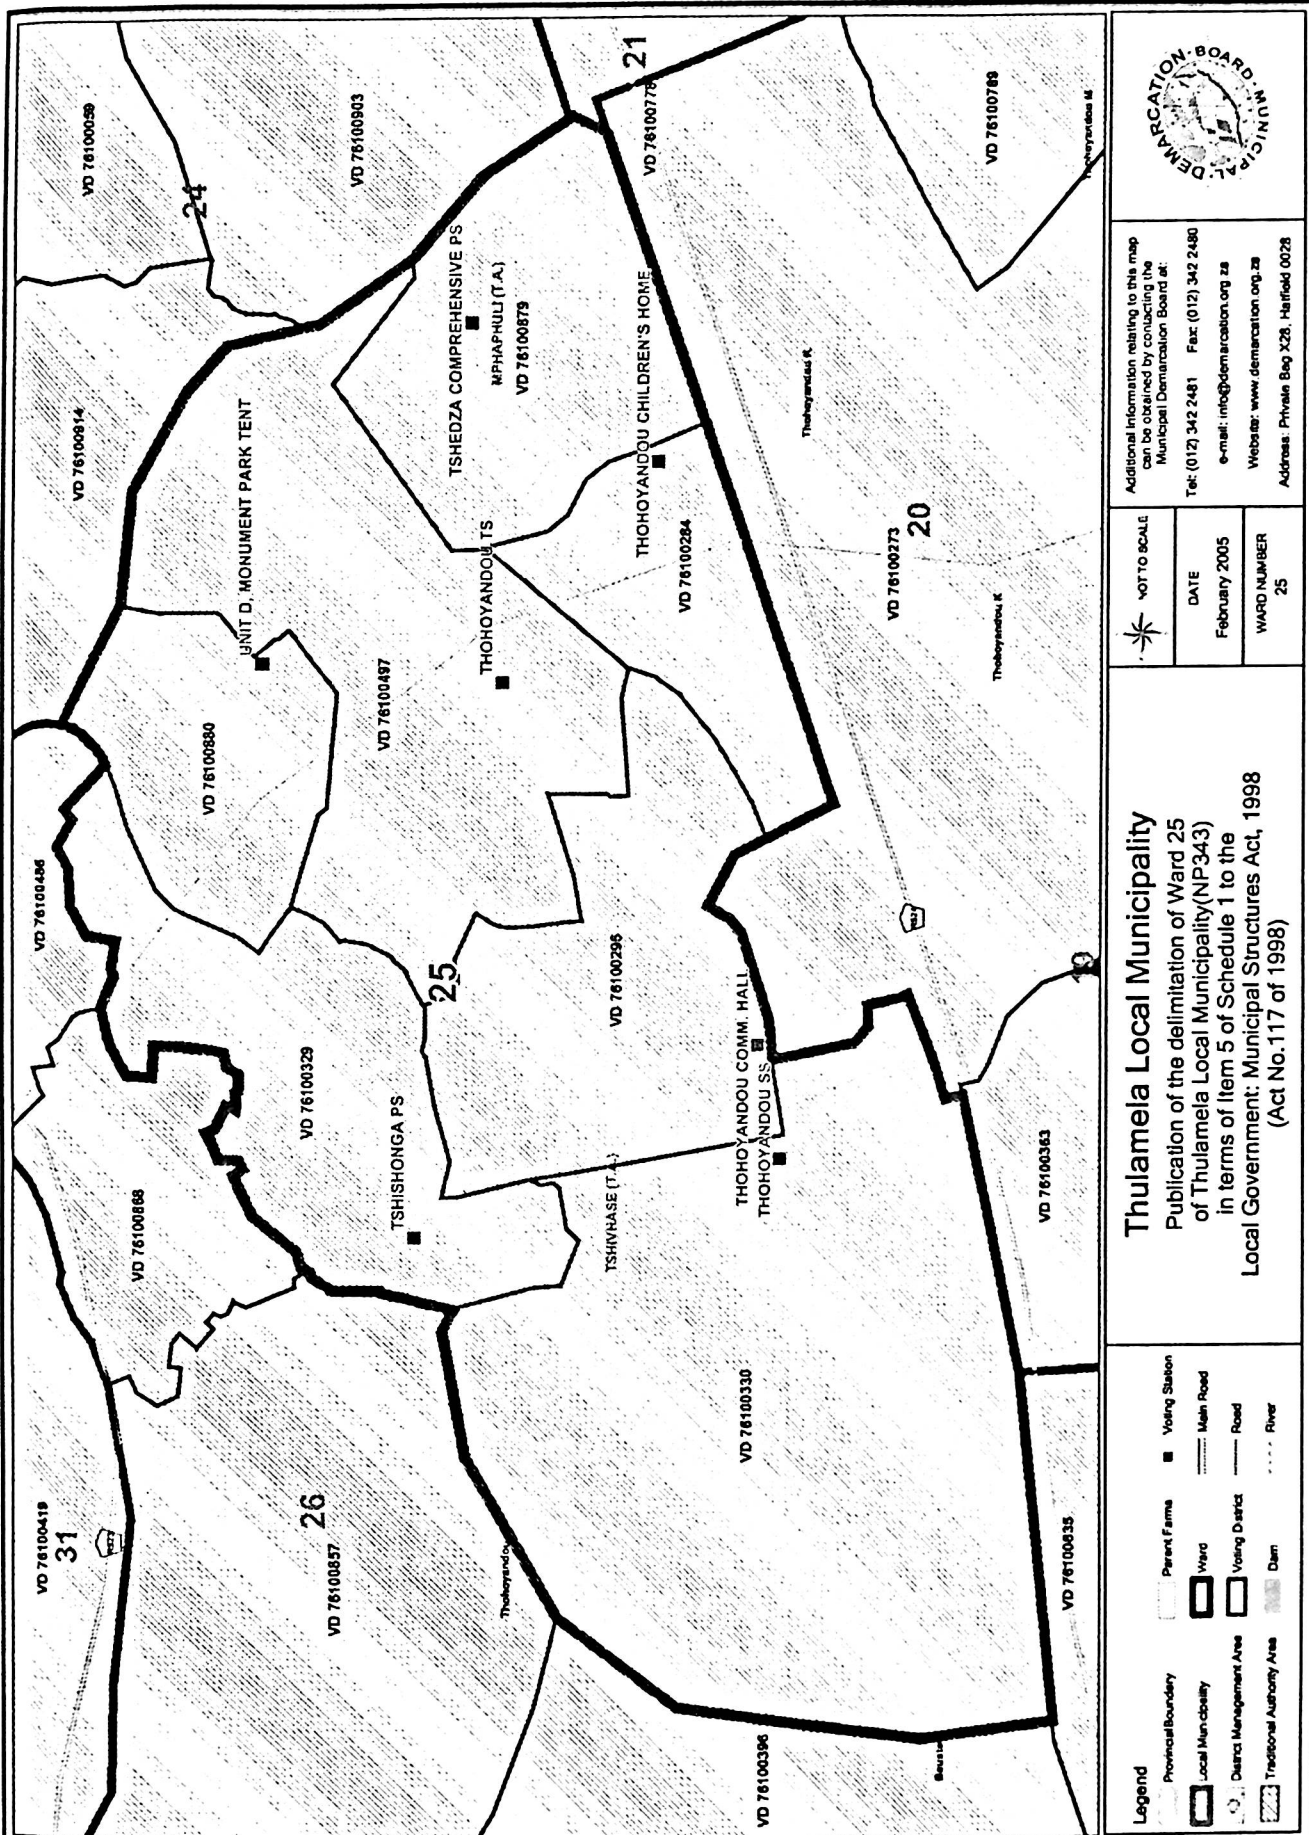 VD 76100419
31
VD 76100486
VD 76100914
VD 76100059
24
VD 76100903
21
VD 76100868
VD 76100880
UNIT D, MONUMENT PARK TENT
26
VD 76100857
VD 76100329
TSHISHONGA PS
VD 76100497
25
THOHOYANDOU TS
TSHEDZA COMPREHENSIVE PS
MPHAPHULI (T.A.)
VD 76100879
Thohoyandou
TSHIVHASE (T.A.)
VD 76100295
THOHOYANDOU CHILDREN'S HOME
VD 76100284
THOHOYANDOU COMM. HALL
THOHOYANDOU SS
VD 76100330
VD 76100396
VD 76100273
20
Thohoyandou K
VD 76100789
VD 76100363
VD 76100835
19
Legend
Provincial Boundary
Local Municipality
District Management Area
Traditional Authority Area
Parent Farms
Ward
Voting District
Dam
Voting Station
Main Road
Road
River
Thulamela Local Municipality
Publication of the delimitation of Ward 25
of Thulamela Local Municipality(NP343)
in terms of Item 5 of Schedule 1 to the
Local Government: Municipal Structures Act, 1998
(Act No.117 of 1998)
NOT TO SCALE
DATE
February 2005
WARD NUMBER
25
Additional information relating to this map
can be obtained by contacting the
Municipal Demarcation Board at:
Tel: (012) 342 2481 Fax: (012) 342 2480
e-mail: info@demarcation.org.za
Website: www.demarcation.org.za
Address: Private Bag X28, Hatfield 0028
MUNICIPAL DEMARCATION BOARD